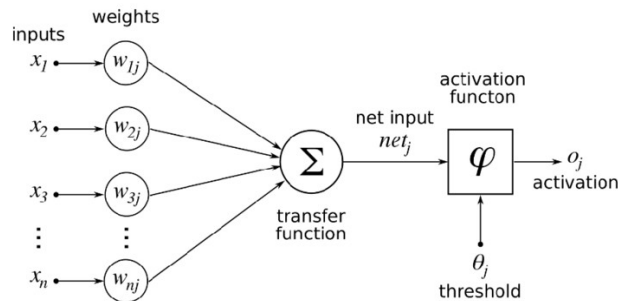 inputs
weights
x1
w1j
x2
w2j
x3
w3j
xn
wnj
Σ
transfer
function
net input
netj
activation
functon
φ
oj
activation
θj
threshold